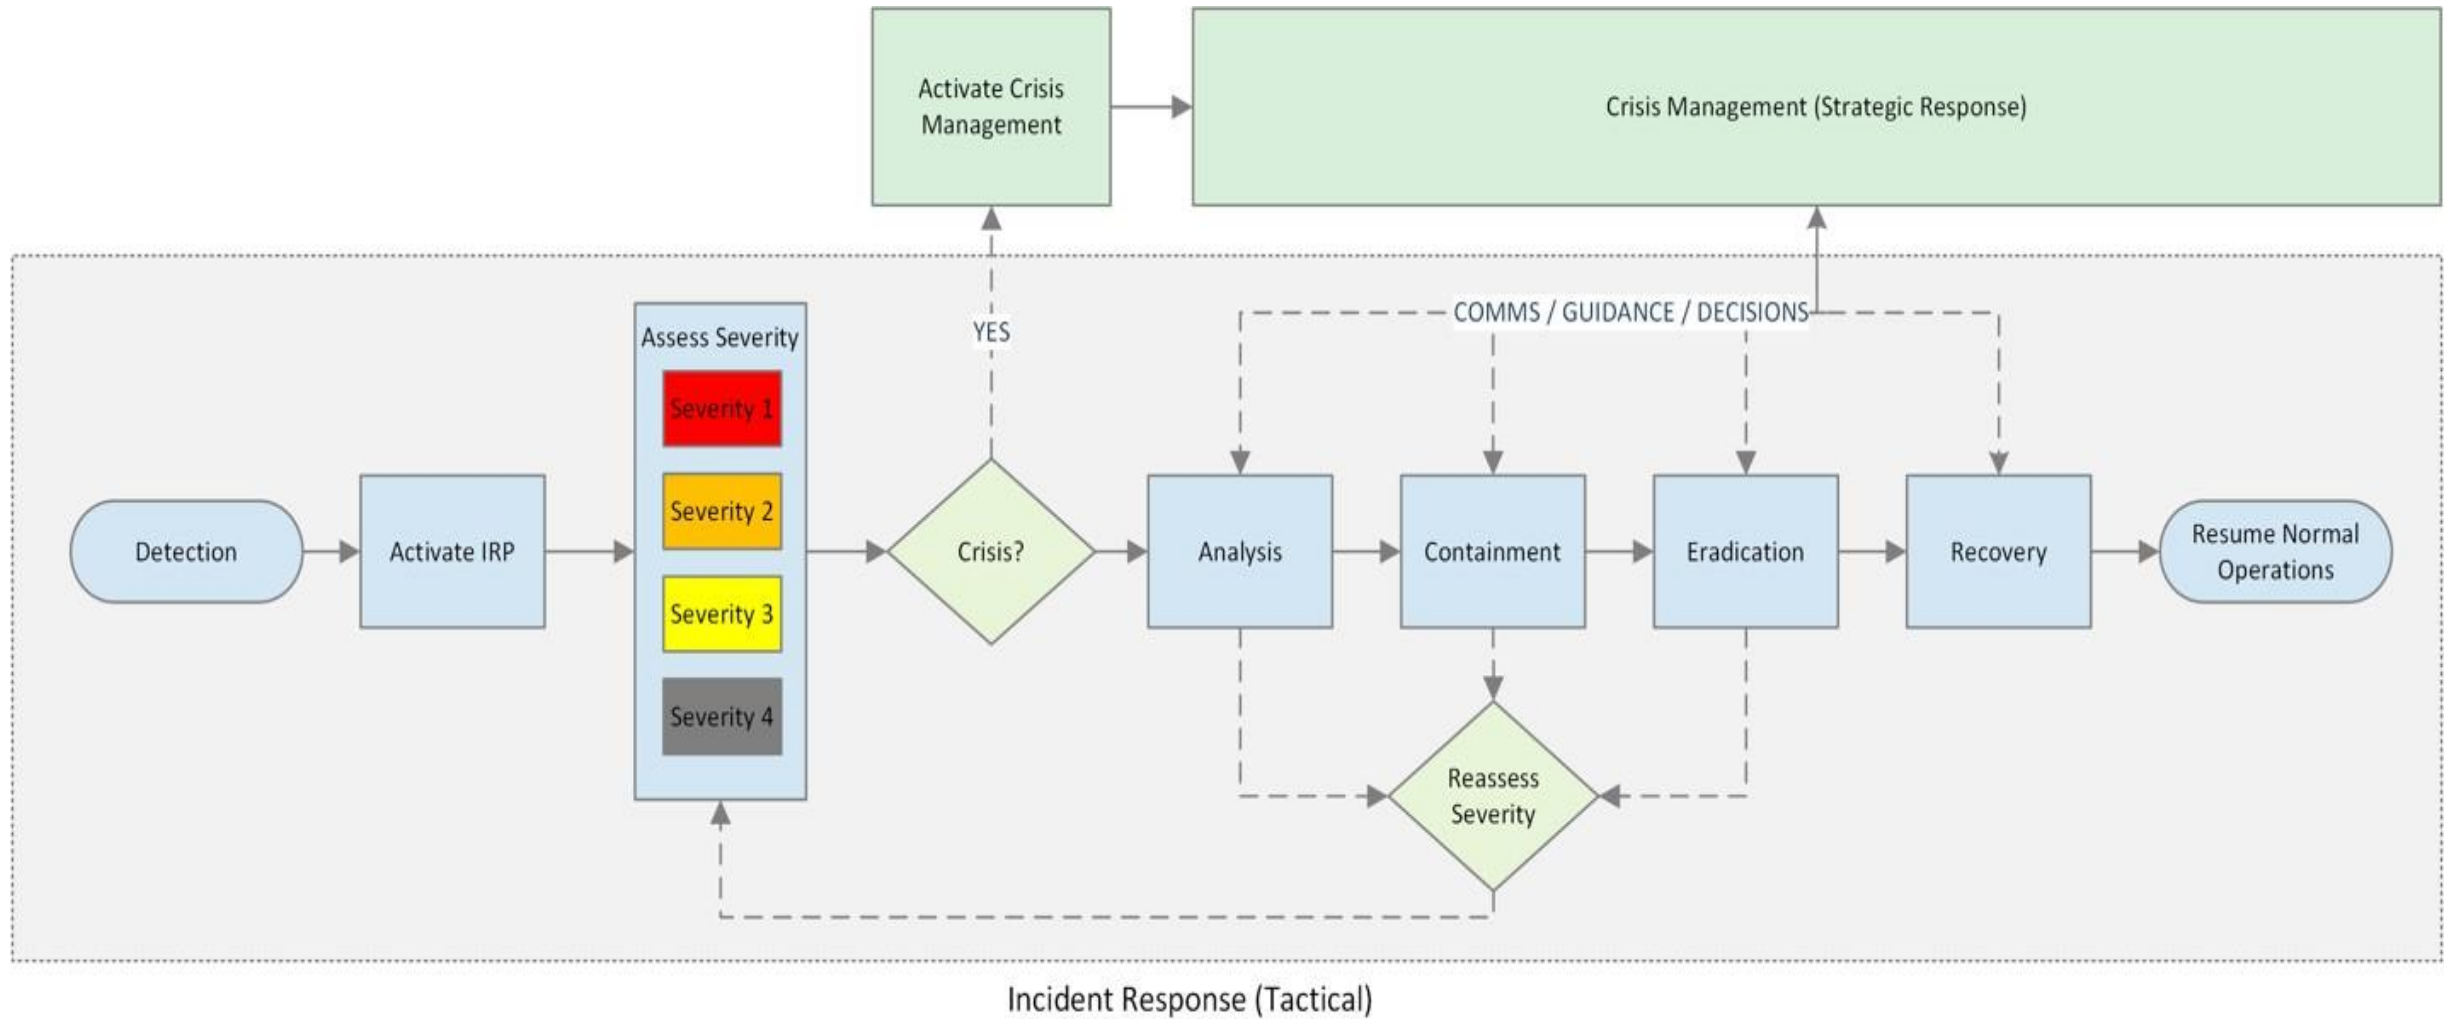 Activate Crisis
Management
Crisis Management (Strategic Response)
YES
COMMS / GUIDANCE / DECISIONS
Assess Severity
Severity 1
Severity 2
Severity 3
Severity 4
Detection
Activate IRP
Crisis?
Analysis
Containment
Eradication
Recovery
Resume Normal
Operations
Reassess
Severity
Incident Response (Tactical)